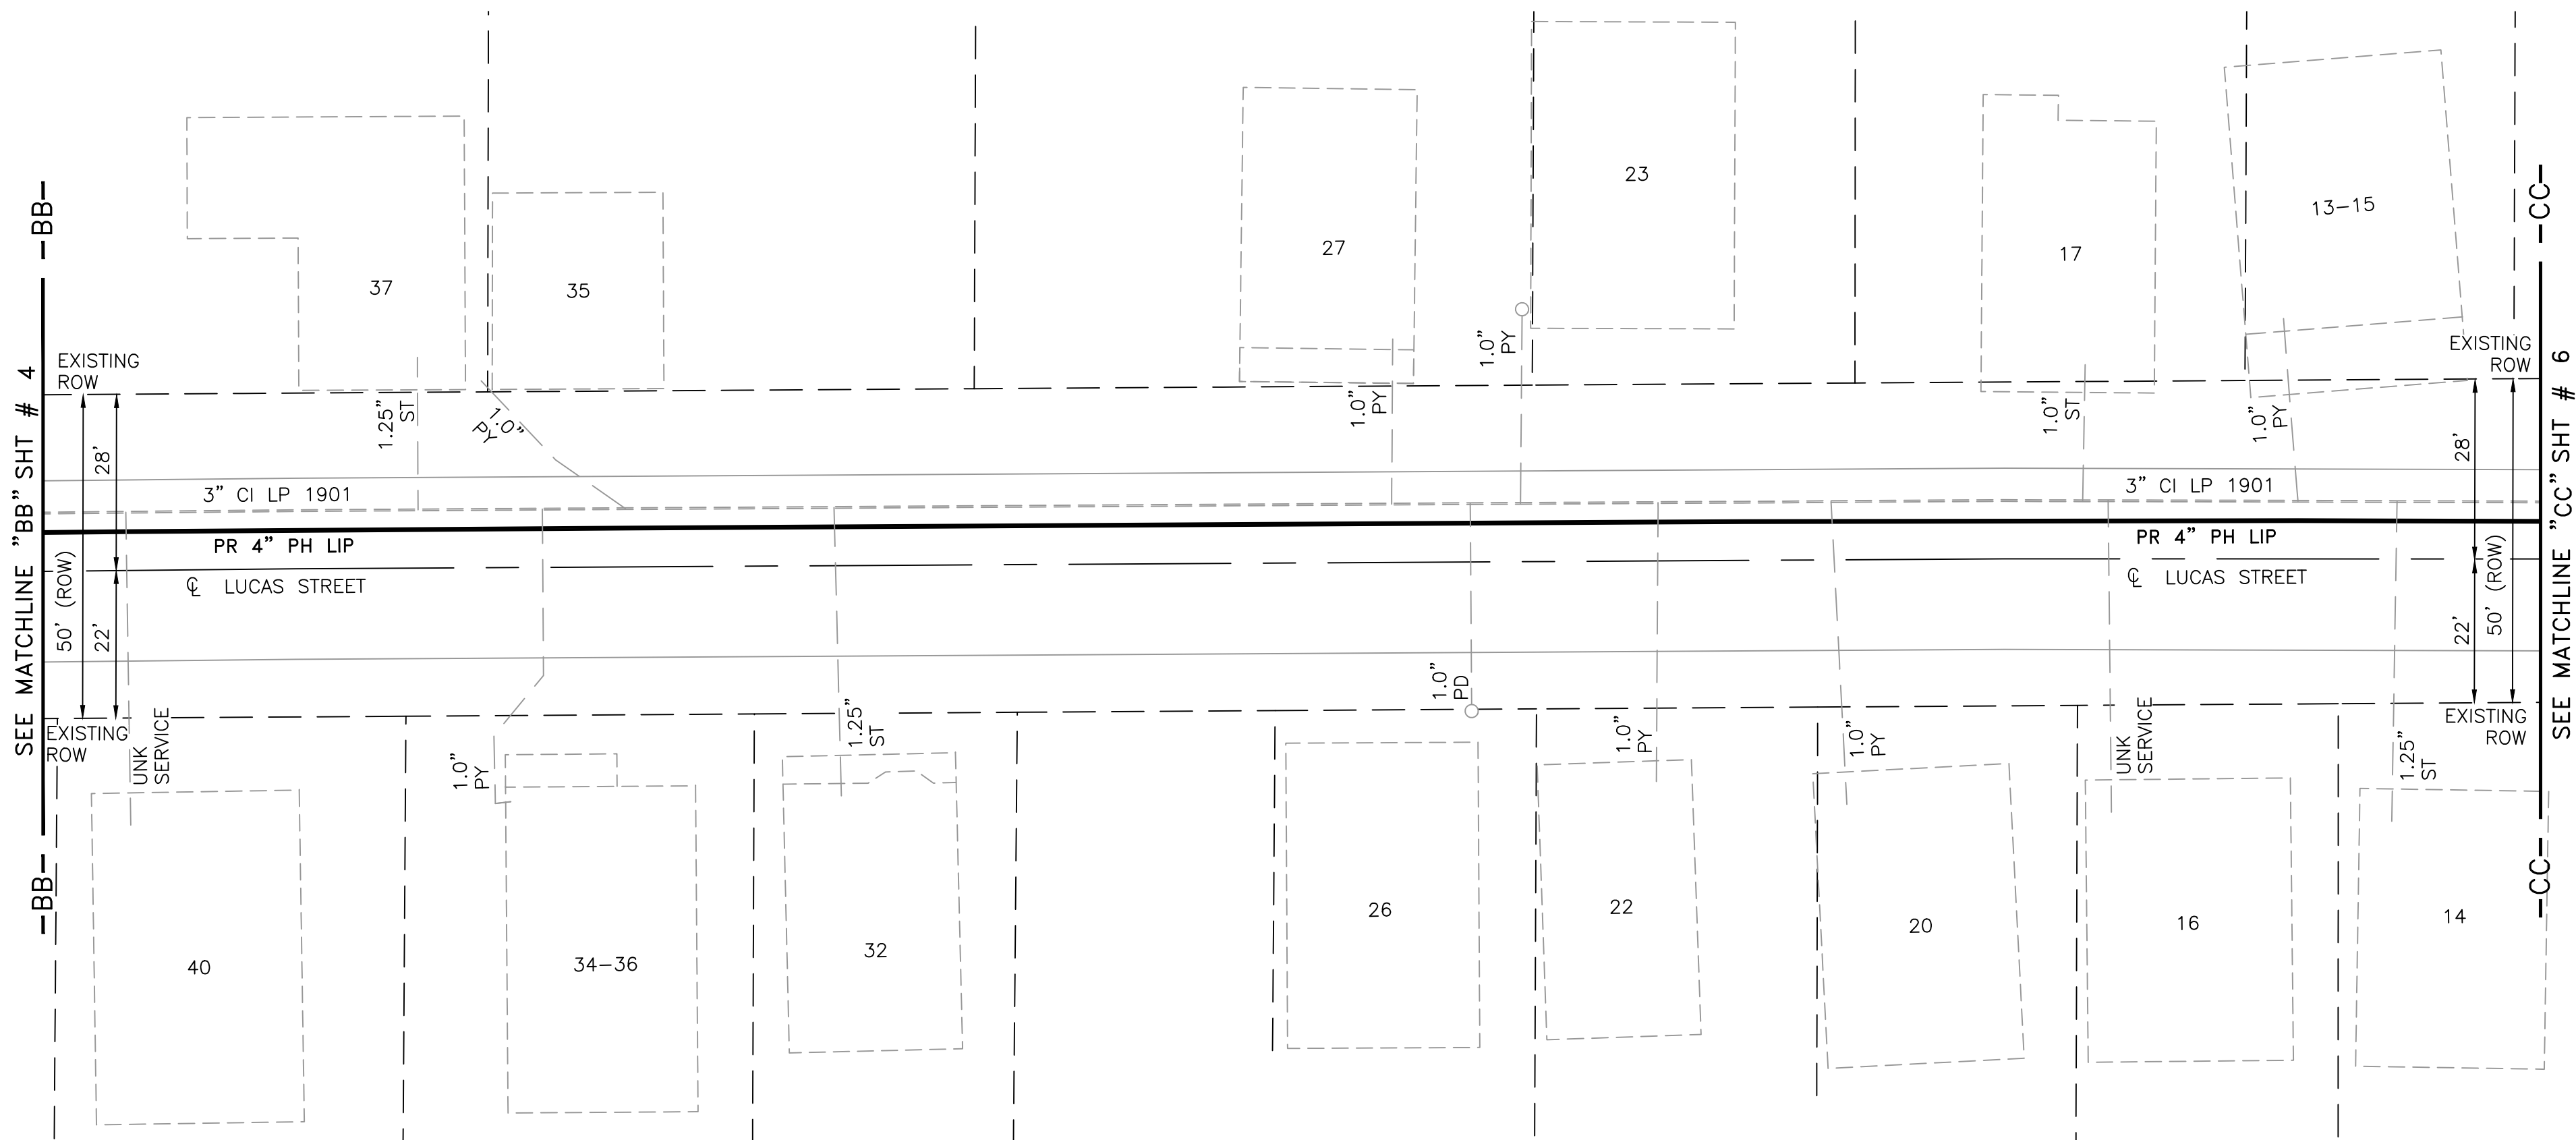 SEE MATCHLINE "BB" SHT # 4
BB
BB
EXISTING
ROW
28'
50' (ROW)
22'
EXISTING
ROW
37
35
27
23
17
13-15
1.25"
ST
1.0"
PY
1.0"
PY
1.0"
PY
1.0"
ST
1.0"
PY
3" CI LP 1901
3" CI LP 1901
PR 4" PH LIP
PR 4" PH LIP
℄ LUCAS STREET
℄ LUCAS STREET
UNK
SERVICE
1.0"
PY
1.25"
ST
1.0"
PD
1.0"
PY
1.0"
PY
UNK
SERVICE
1.25"
ST
40
34-36
32
26
22
20
16
14
EXISTING
ROW
28'
50' (ROW)
22'
EXISTING
ROW
CC
CC
SEE MATCHLINE "CC" SHT # 6